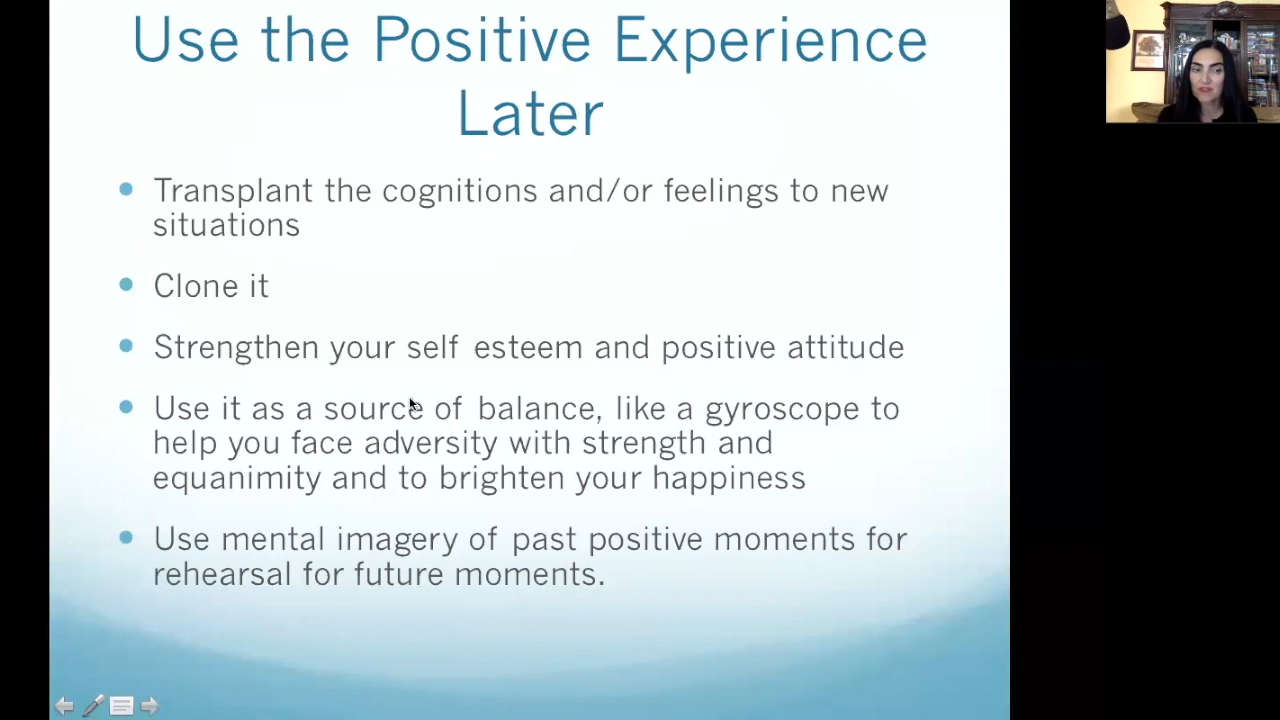 Use the Positive Experience
Later
Transplant the cognitions and/or feelings to new
situations
Clone it
Strengthen your self esteem and positive attitude
Use it as a source of balance, like a gyroscope to
help you face adversity with strength and
equanimity and to brighten your happiness
Use mental imagery of past positive moments for
rehearsal for future moments.